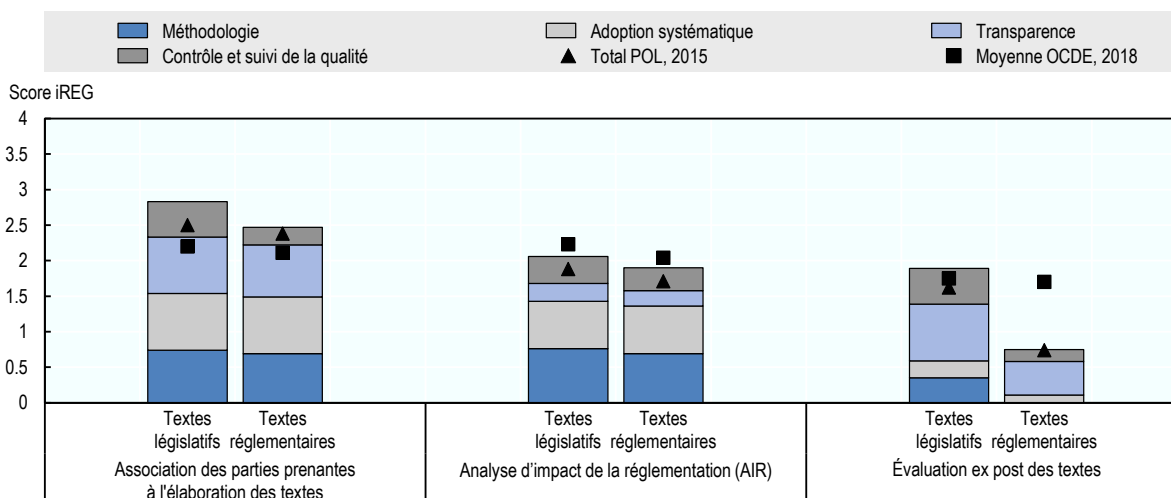 Méthodologie
Adoption systématique
Transparence
Contrôle et suivi de la qualité
Total POL, 2015
Moyenne OCDE, 2018
Score iREG
4
3.5
3
2.5
2
1.5
1
0.5
0
Textes législatifs
Textes réglementaires
Textes législatifs
Textes réglementaires
Textes législatifs
Textes réglementaires
Association des parties prenantes
à l'élaboration des textes
Analyse d'impact de la réglementation (AIR)
Évaluation ex post des textes